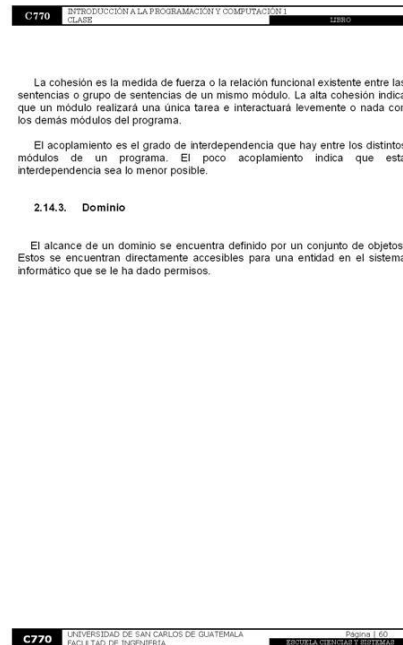 C770
INTRODUCCIÓN A LA PROGRAMACIÓN Y COMPUTACIÓN 1
CLASE
LIBRO
La cohesión es la medida de fuerza o la relación funcional existente entre las
sentencias o grupo de sentencias de un mismo módulo. La alta cohesión indica
que un módulo realizará una única tarea e interactuará levemente o nada con
los demás módulos del programa.
El acoplamiento es el grado de interdependencia que hay entre los distintos
módulos de un programa. El poco acoplamiento indica que esta
interdependencia sea lo menor posible.
2.14.3. Dominio
El alcance de un dominio se encuentra definido por un conjunto de objetos
Estos se encuentran directamente accesibles para una entidad en el sistema
informático que se le ha dado permisos.
C770
UNIVERSIDAD DE SAN CARLOS DE GUATEMALA
FACULTAD DE INGENIERÍA
Página | 60
ESCUELA CIENCIAS Y SISTEMAS